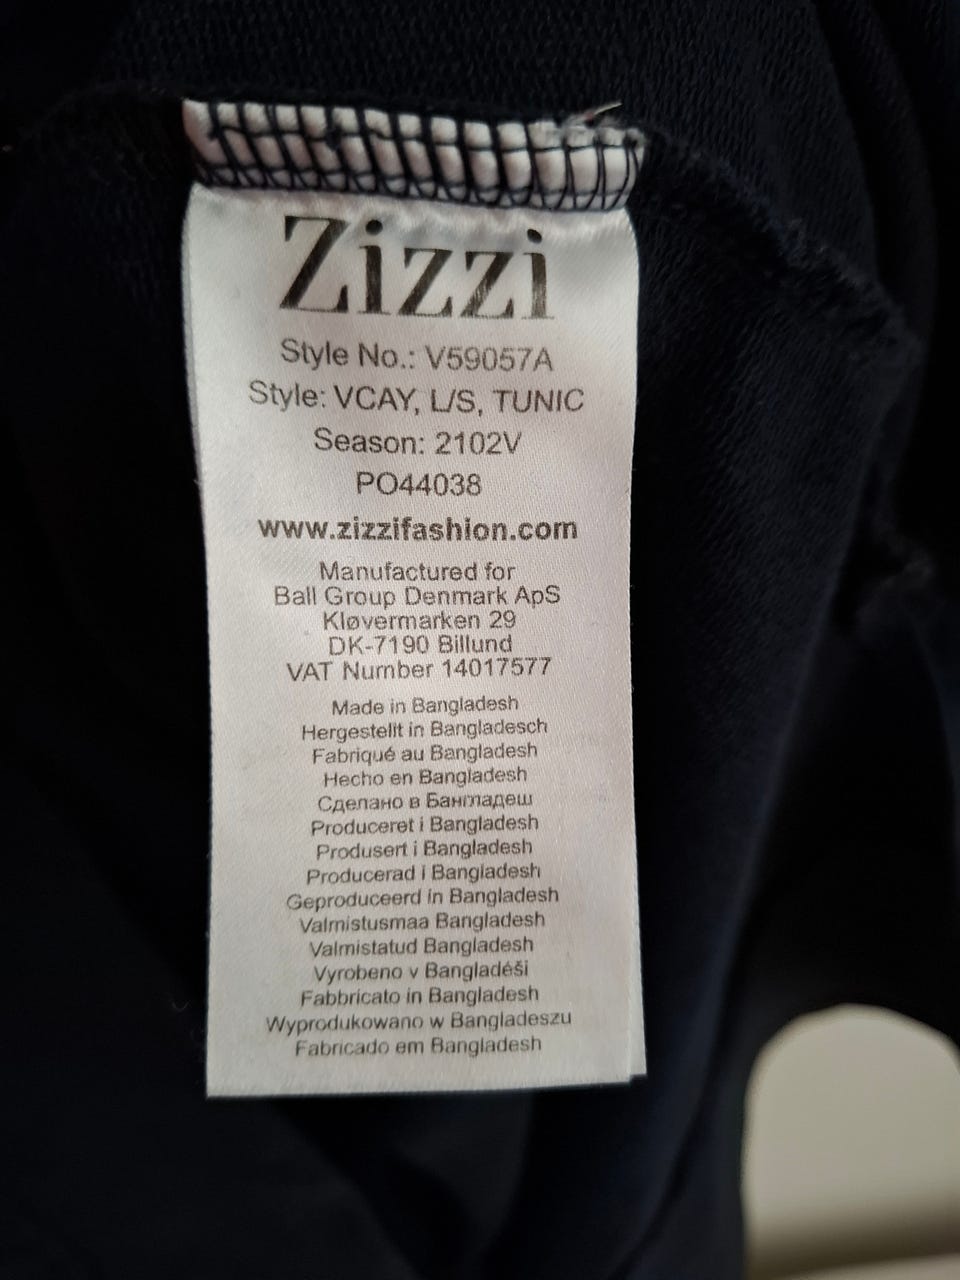 Zizzi
Style No.: V59057A
Style: VCAY, L/S, TUNIC
Season: 2102V
PO44038
www.zizzifashion.com
Manufactured for
Ball Group Denmark ApS
Kløvermarken 29
DK-7190 Billund
VAT Number 14017577
Made in Bangladesh
Hergestellt in Bangladesch
Fabriqué au Bangladesh
Hecho en Bangladesh
Сделано в Бангладеш
Produceret i Bangladesh
Produsert i Bangladesh
Producerad i Bangladesh
Geproduceerd in Bangladesh
Valmistusmaa Bangladesh
Valmistatud Bangladesh
Vyrobeno v Bangladéši
Fabbricato in Bangladesh
Wyprodukowano w Bangladeszu
Fabricado em Bangladesh